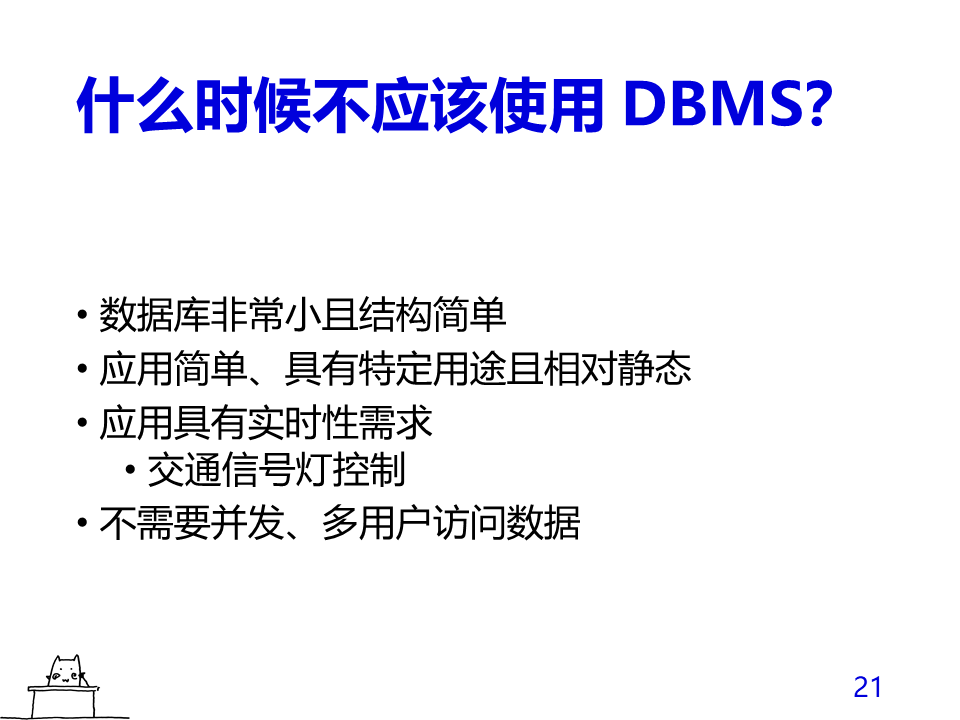 什么时候不应该使用 DBMS?
• 数据库非常小且结构简单
• 应用简单、具有特定用途且相对静态
• 应用具有实时性需求
• 交通信号灯控制
• 不需要并发、多用户访问数据
21